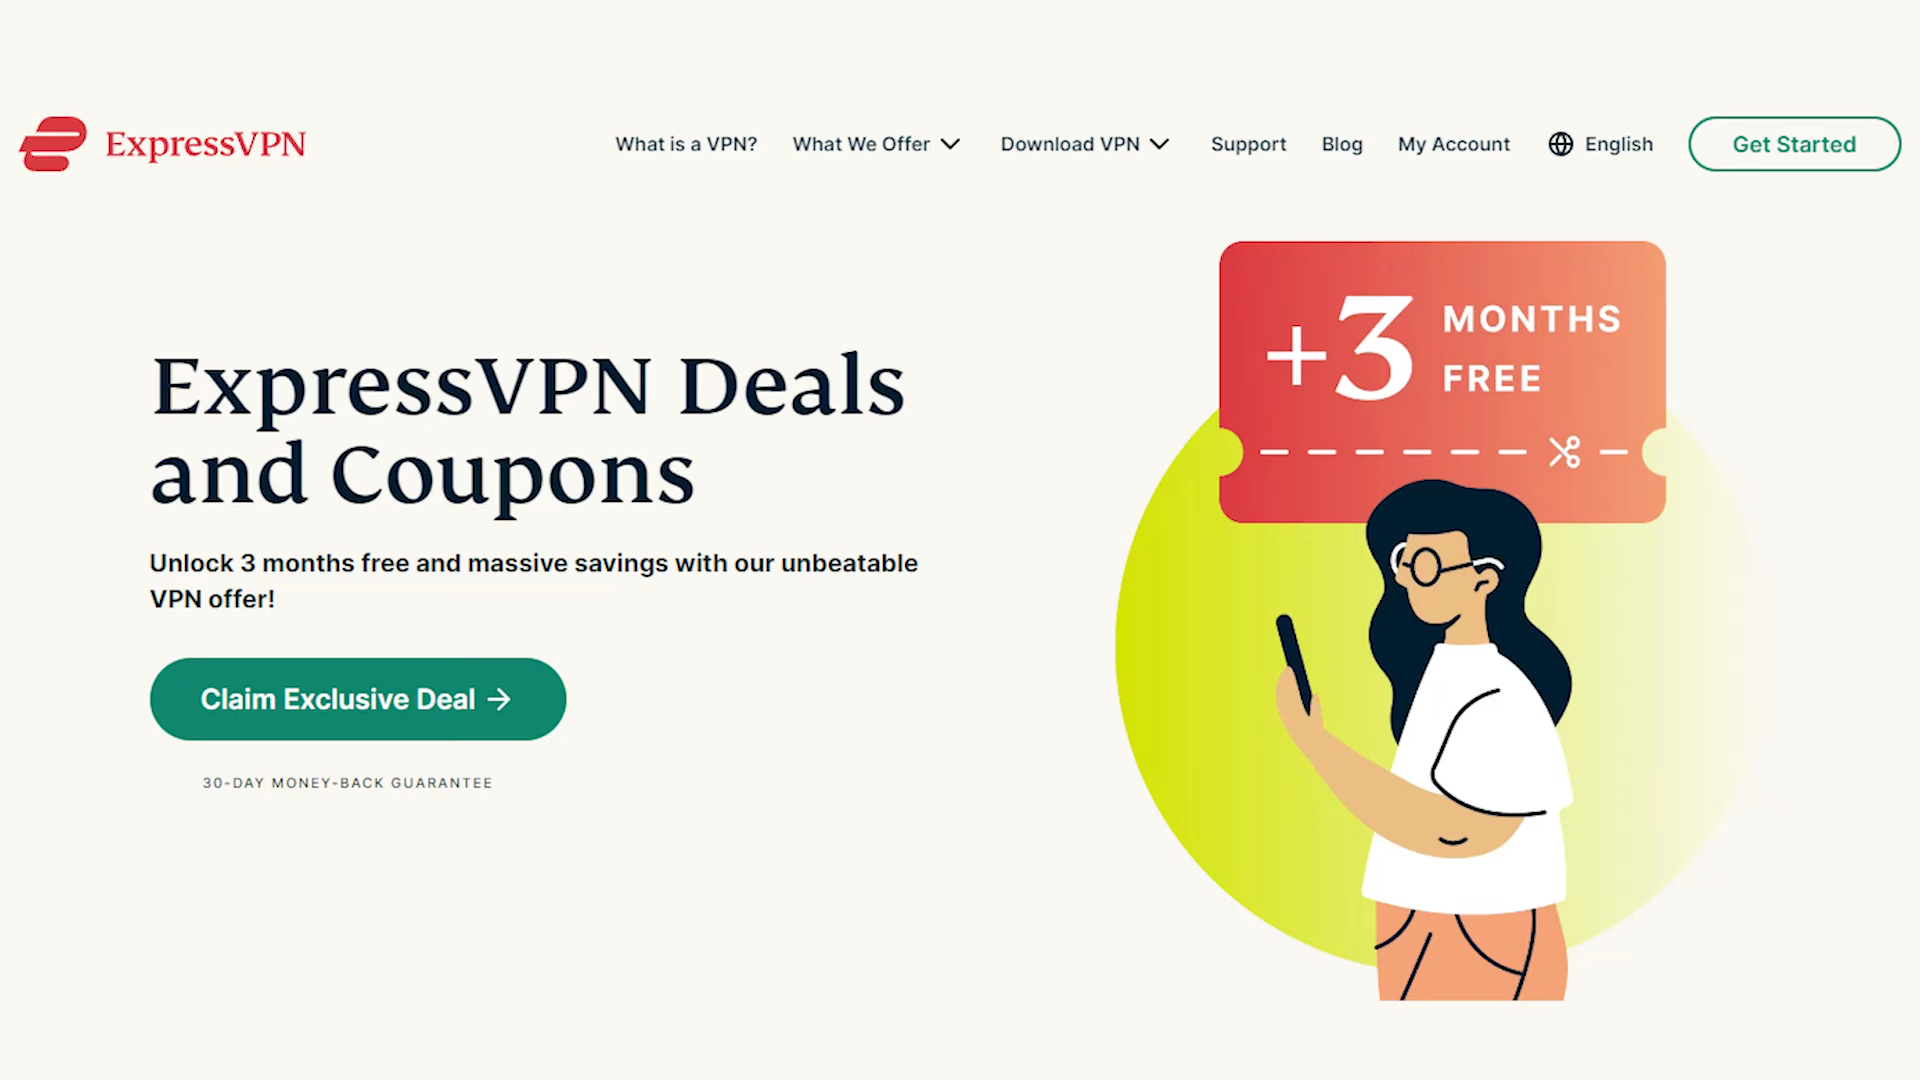 ExpressVPN
What is a VPN? What We Offer Download VPN Support Blog My Account English Get Started
+3 MONTHS
FREE
ExpressVPN Deals
and Coupons
Unlock 3 months free and massive savings with our unbeatable
VPN offer!
Claim Exclusive Deal →
30-DAY MONEY-BACK GUARANTEE